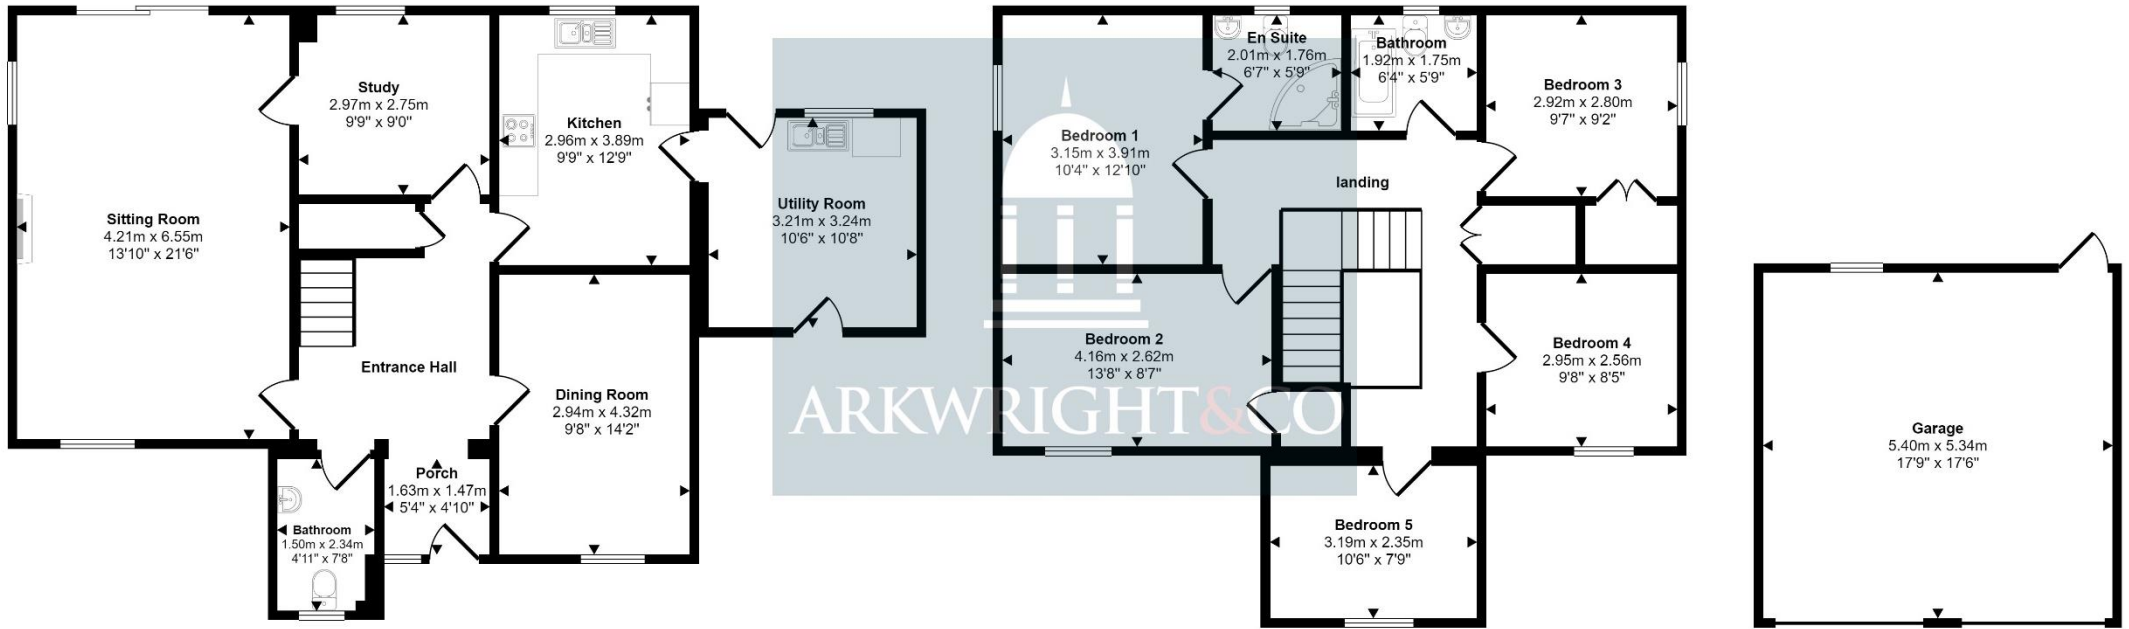 Sitting Room
4.21m x 6.55m
13'10" x 21'6"
Study
2.97m x 2.75m
9'9" x 9'0"
Kitchen
2.96m x 3.89m
9'9" x 12'9"
Utility Room
3.21m x 3.24m
10'6" x 10'8"
Entrance Hall
Dining Room
2.94m x 4.32m
9'8" x 14'2"
Porch
1.63m x 1.47m
5'4" x 4'10"
Bathroom
1.50m x 2.34m
4'11" x 7'8"
En Suite
2.01m x 1.76m
6'7" x 5'9"
Bathroom
1.92m x 1.75m
6'4" x 5'9"
Bedroom 3
2.92m x 2.80m
9'7" x 9'2"
Bedroom 1
3.15m x 3.91m
10'4" x 12'10"
landing
Bedroom 2
4.16m x 2.62m
13'8" x 8'7"
Bedroom 4
2.95m x 2.56m
9'8" x 8'5"
ARKWRIGHT&CO
Bedroom 5
3.19m x 2.35m
10'6" x 7'9"
Garage
5.40m x 5.34m
17'9" x 17'6"